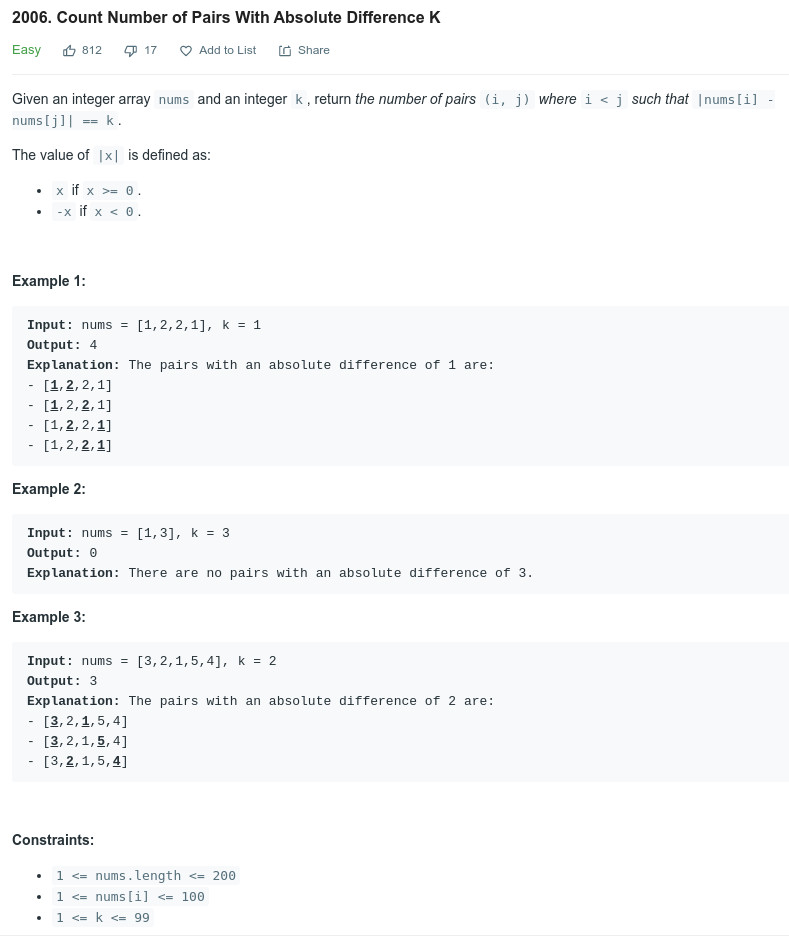 2006. Count Number of Pairs With Absolute Difference K
Easy 812 17 Add to List Share
Given an integer array nums and an integer k, return the number of pairs (i, j) where i < j such that |nums[i] -
nums[j]| == k.
The value of |x| is defined as:
• x if x >= 0.
• -x if x < 0.
Example 1:
Input: nums = [1,2,2,1], k = 1
Output: 4
Explanation: The pairs with an absolute difference of 1 are:
- [1,2,2,1]
- [1,2,2,1]
- [1,2,2,1]
- [1,2,2,1]
Example 2:
Input: nums = [1,3], k = 3
Output: 0
Explanation: There are no pairs with an absolute difference of 3.
Example 3:
Input: nums = [3,2,1,5,4], k = 2
Output: 3
Explanation: The pairs with an absolute difference of 2 are:
- [3,2,1,5,4]
- [3,2,1,5,4]
- [3,2,1,5,4]
Constraints:
• 1 <= nums.length <= 200
• 1 <= nums[i] <= 100
• 1 <= k <= 99